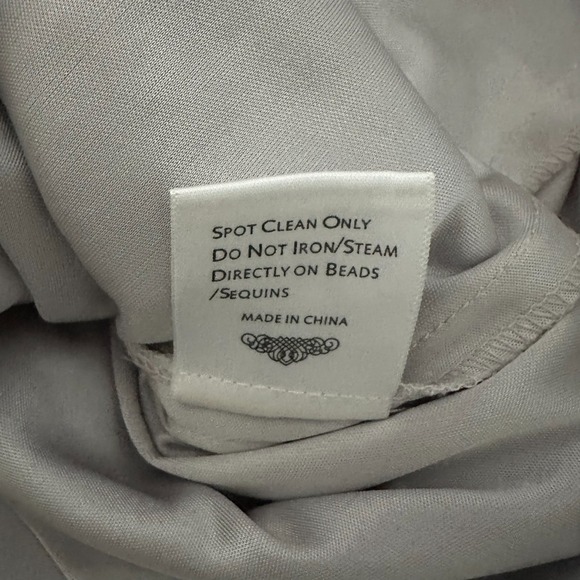 SPOT CLEAN ONLY
DO NOT IRON/STEAM
DIRECTLY ON BEADS
/SEQUINS
MADE IN CHINA